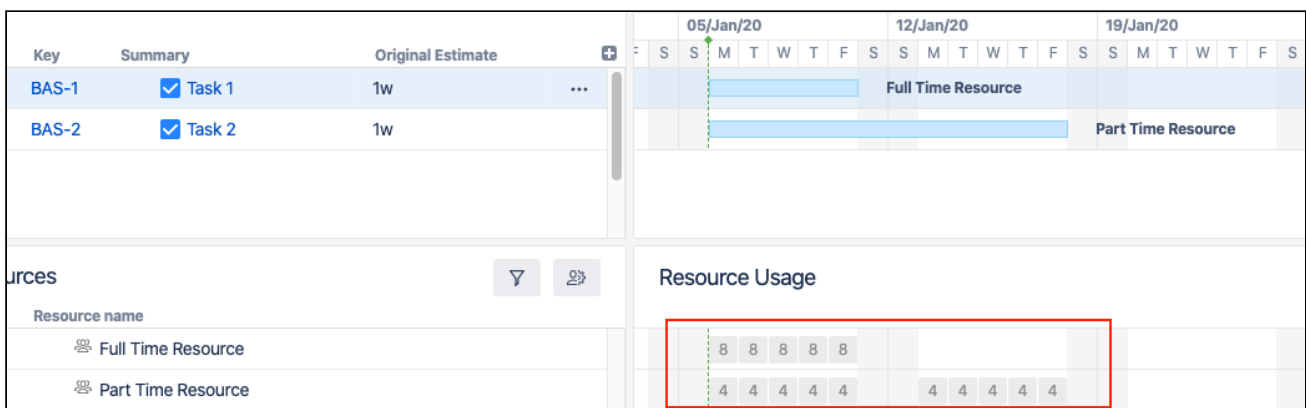 05/Jan/20 12/Jan/20 19/Jan/20
Key Summary Original Estimate F S S M T W T F S S M T W T F S S M T W T F S
BAS-1 Task 1 1w ... Full Time Resource
BAS-2 Task 2 1w Part Time Resource
urces Resource Usage
Resource name
Full Time Resource 8 8 8 8 8
Part Time Resource 4 4 4 4 4 4 4 4 4 4